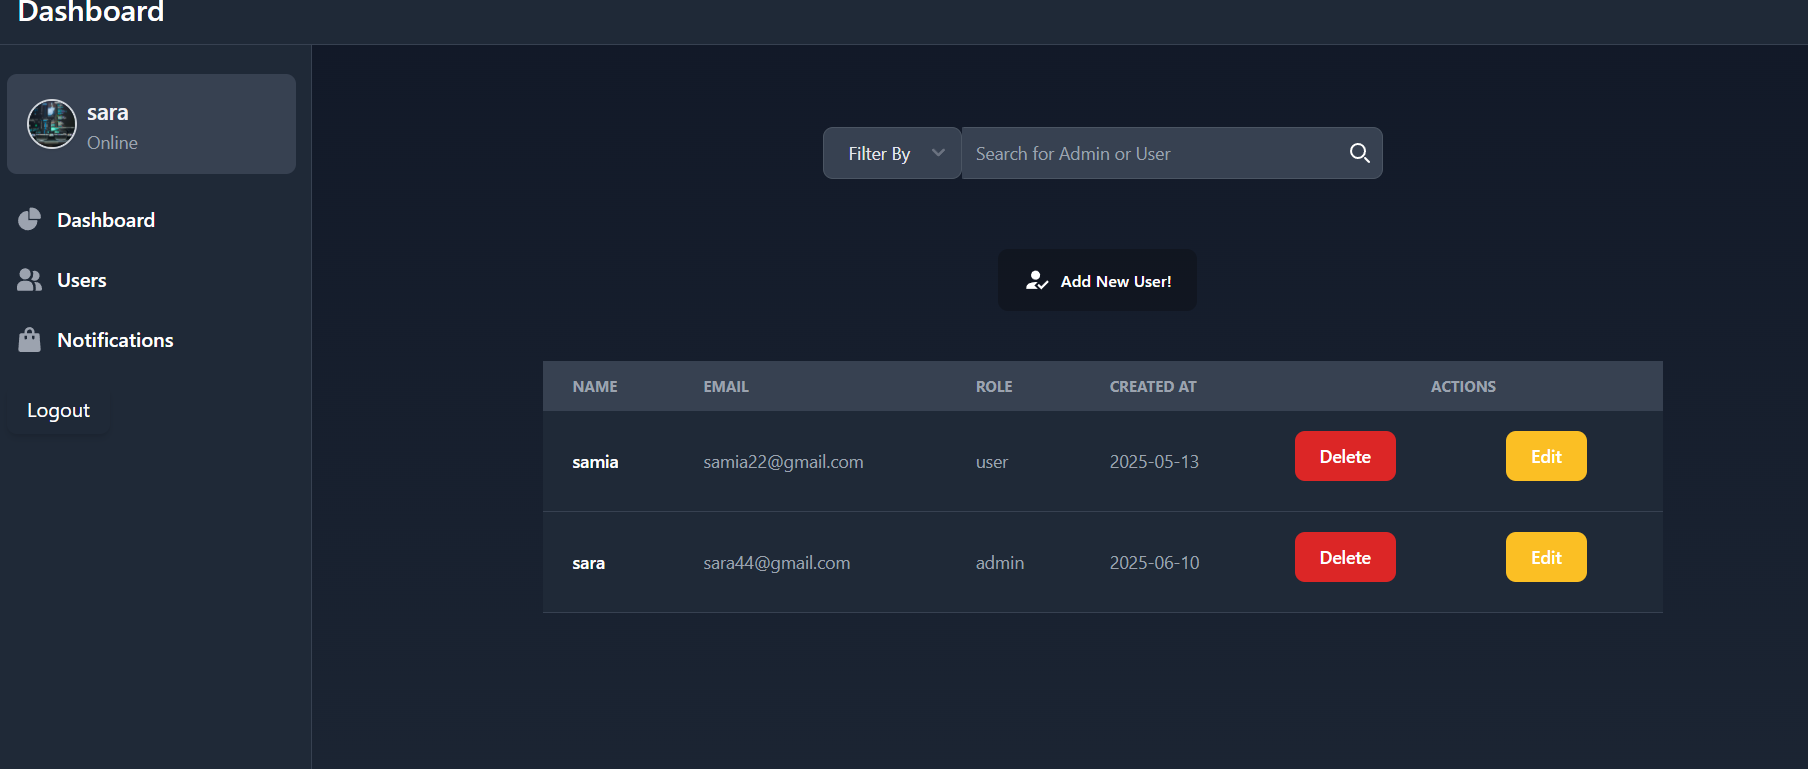 Dashboard
sara
Online
Dashboard
Users
Notifications
Logout
Filter By
Search for Admin or User
Add New User!
NAME EMAIL ROLE CREATED AT ACTIONS
samia samia22@gmail.com user 2025-05-13 Delete Edit
sara sara44@gmail.com admin 2025-06-10 Delete Edit